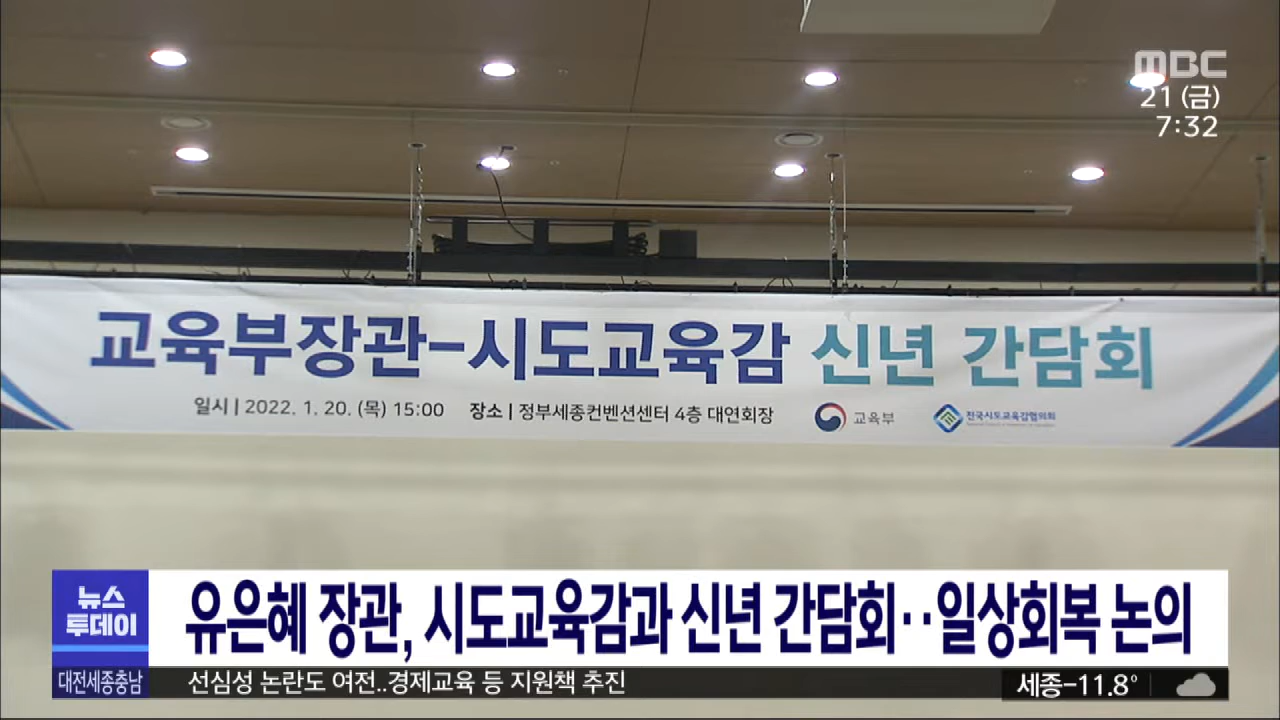 MBC
21 (금)
7:32
교육부장관-시도교육감 신년 간담회
일시 | 2022. 1. 20. (목) 15:00 장소 | 정부세종컨벤션센터 4층 대연회장 교육부 전국시도교육감협의회
뉴스
투데이
유은혜 장관, 시도교육감과 신년 간담회‥일상회복 논의
대전세종충남 선심성 논란도 여전..경제교육 등 지원책 추진 세종-11.8°